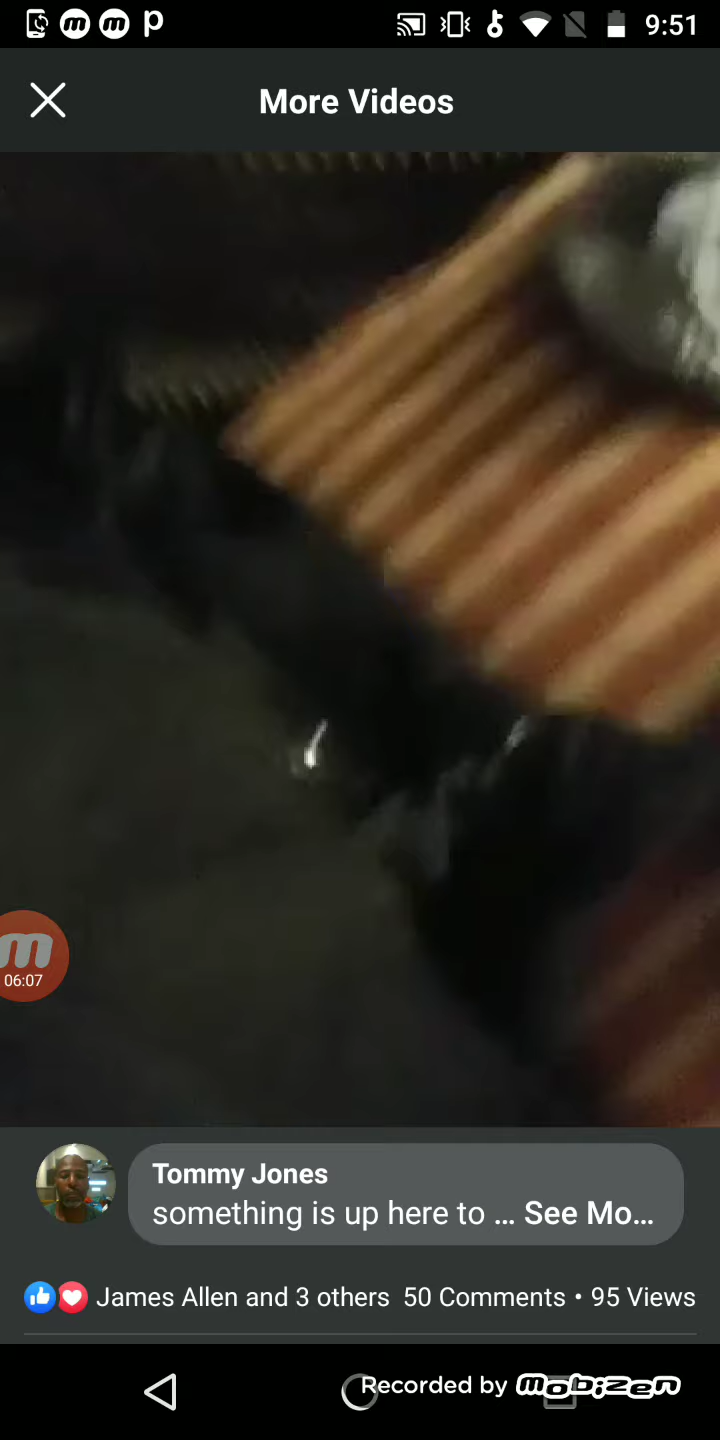 9:51
More Videos
06:07
Tommy Jones
something is up here to ... See Mo...
James Allen and 3 others 50 Comments • 95 Views
Recorded by mobizen